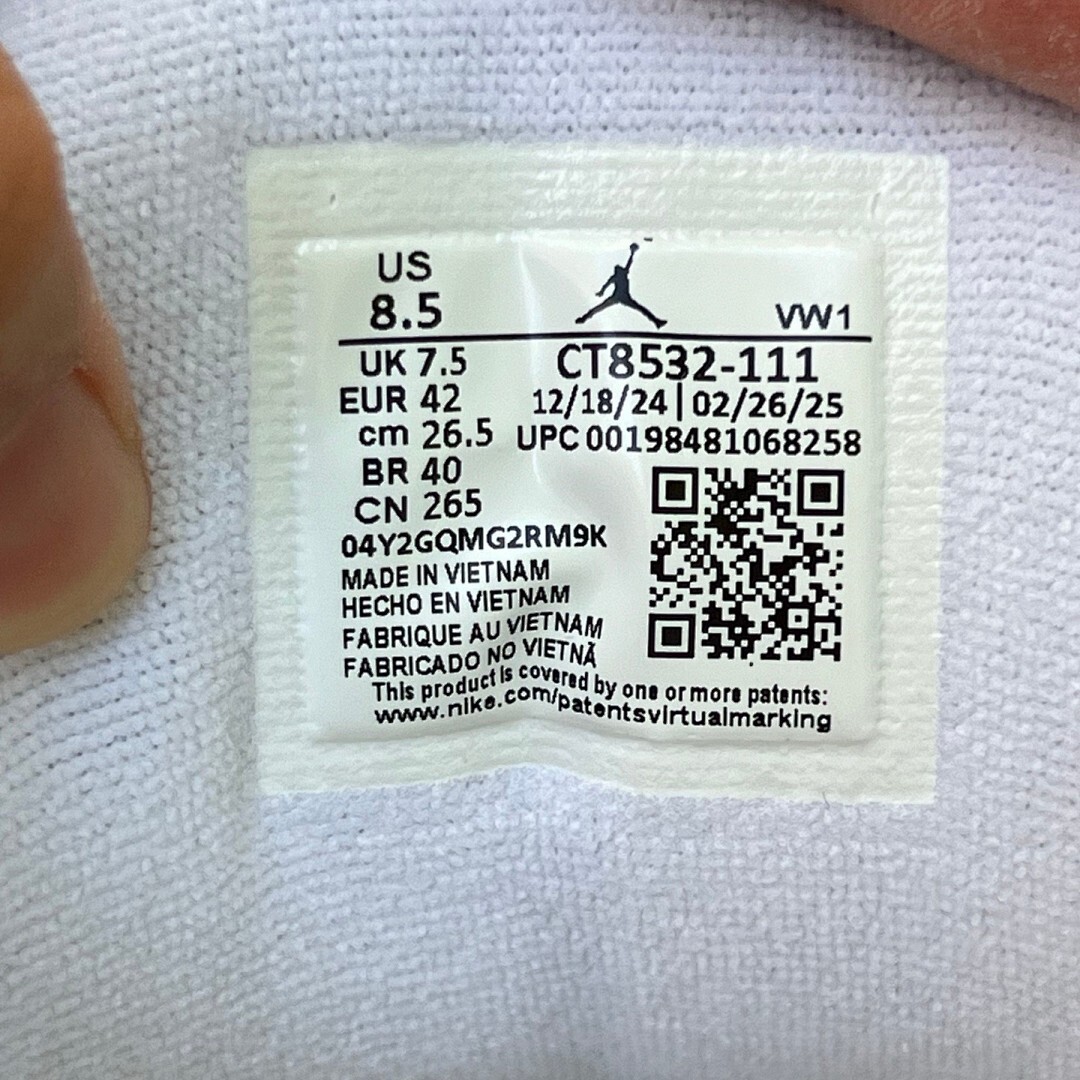 US
8.5
VW1
UK 7.5
CT8532-111
EUR 42
12/18/24 | 02/26/25
cm 26.5
UPC 00198481068258
BR 40
CN 265
04Y2GQMG2RM9K
MADE IN VIETNAM
HECHO EN VIETNAM
FABRIQUE AU VIETNAM
FABRICADO NO VIETNÃ
This product is covered by one or more patents:
www.nike.com/patentsvirtualmarking